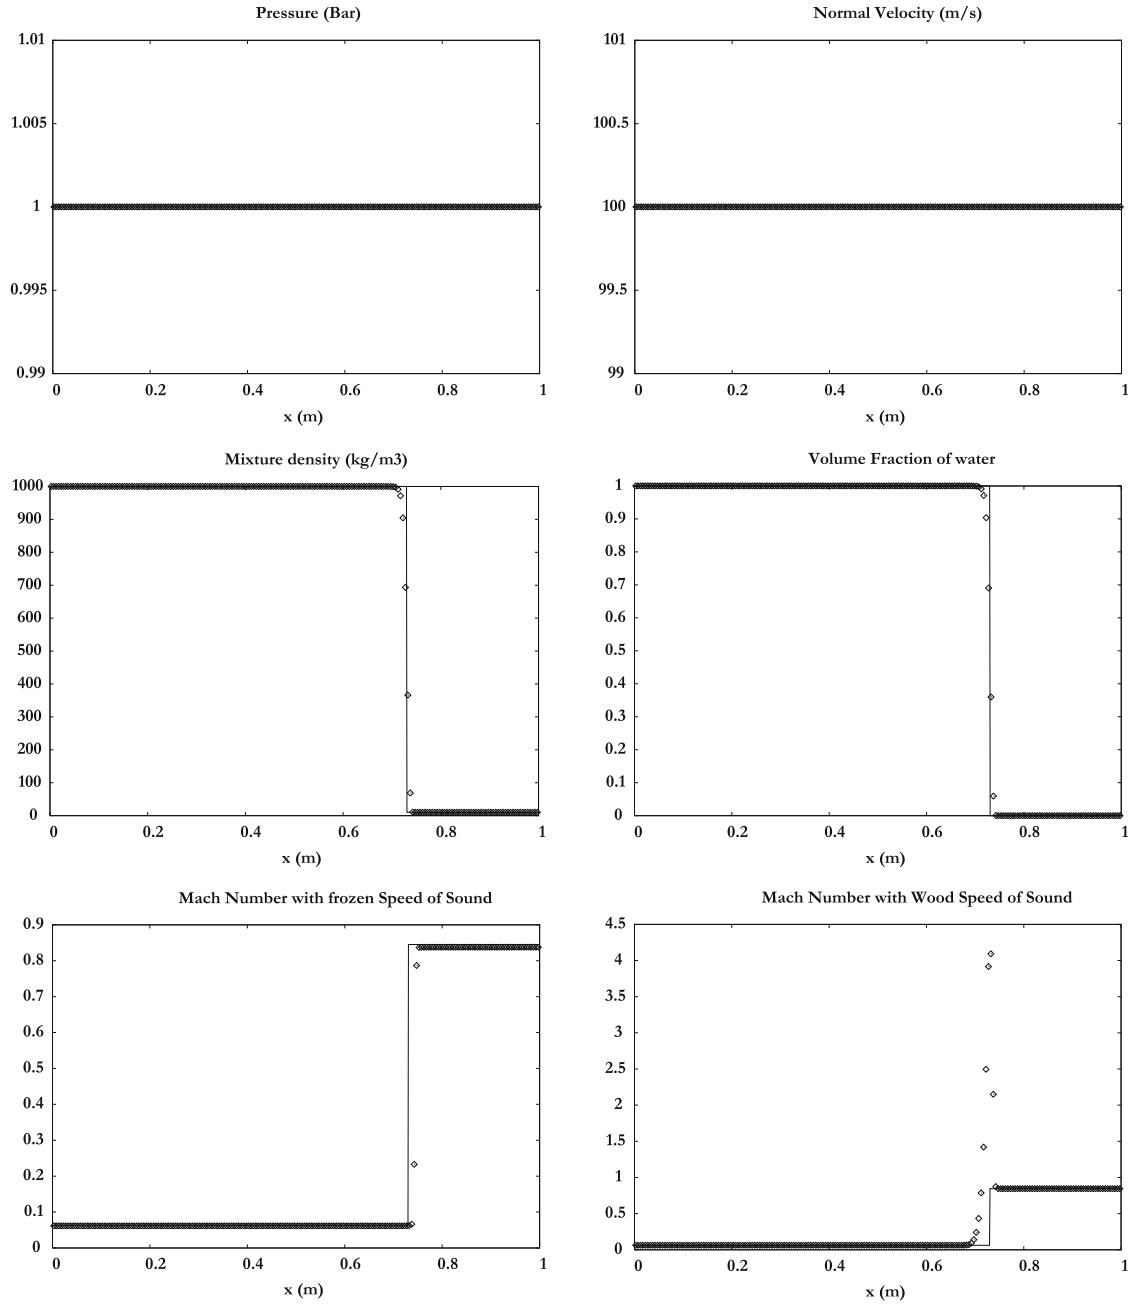 Pressure (Bar)
1.01
1.005
1
0.995
0.99
0 0.2 0.4 0.6 0.8 1
x (m)
Normal Velocity (m/s)
101
100.5
100
99.5
99
0 0.2 0.4 0.6 0.8 1
x (m)
Mixture density (kg/m3)
1000
900
800
700
600
500
400
300
200
100
0
0 0.2 0.4 0.6 0.8 1
x (m)
Volume Fraction of water
1
0.9
0.8
0.7
0.6
0.5
0.4
0.3
0.2
0.1
0
0 0.2 0.4 0.6 0.8 1
x (m)
Mach Number with frozen Speed of Sound
0.9
0.8
0.7
0.6
0.5
0.4
0.3
0.2
0.1
0
0 0.2 0.4 0.6 0.8 1
x (m)
Mach Number with Wood Speed of Sound
4.5
4
3.5
3
2.5
2
1.5
1
0.5
0
0 0.2 0.4 0.6 0.8 1
x (m)